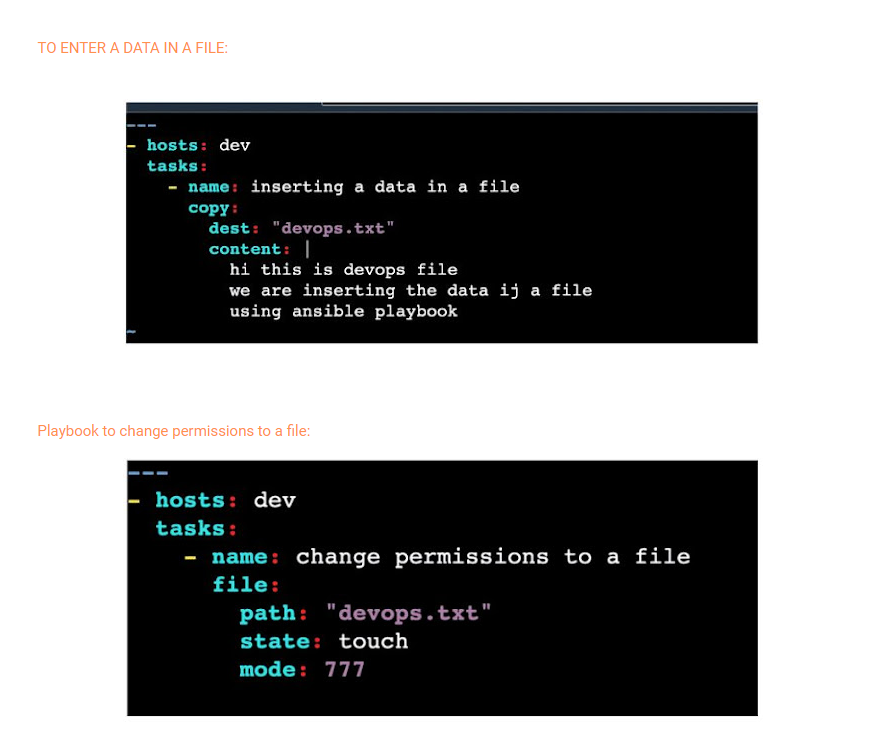 TO ENTER A DATA IN A FILE:
---
- hosts: dev
  tasks:
    - name: inserting a data in a file
      copy:
        dest: "devops.txt"
        content: |
          hi this is devops file
          we are inserting the data ij a file
          using ansible playbook
~
Playbook to change permissions to a file:
---
- hosts: dev
  tasks:
    - name: change permissions to a file
      file:
        path: "devops.txt"
        state: touch
        mode: 777